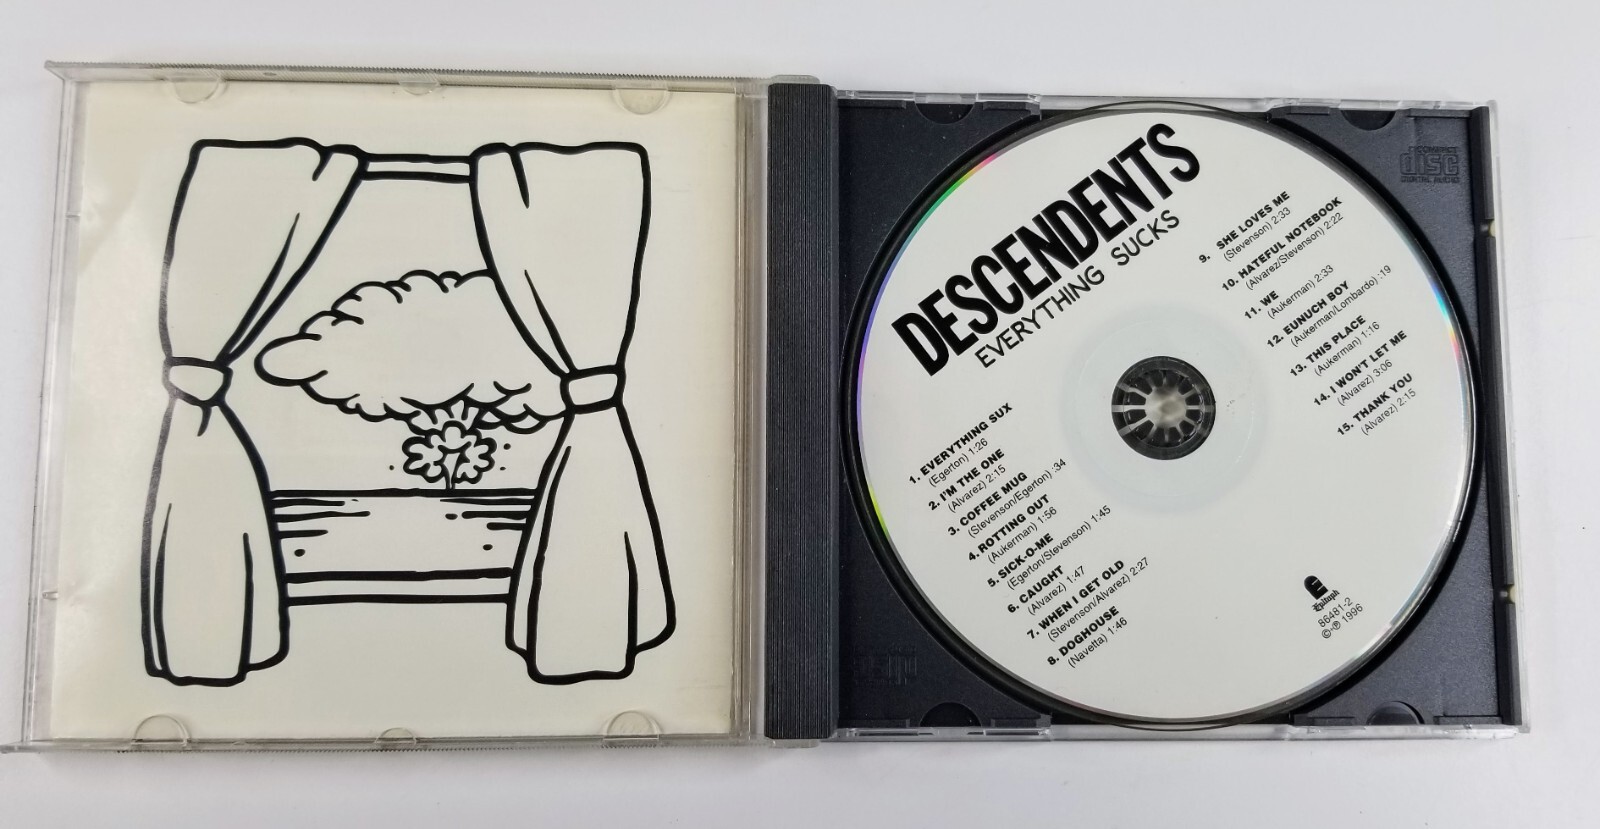 DESCENDENTS
EVERYTHING SUCKS
1. EVERYTHING SUX
(Egerton) 1:26
2. I'M THE ONE
(Alvarez) 2:15
3. COFFEE MUG
(Stevenson/Egerton) :34
4. ROTTING OUT
(Aukerman) 1:56
5. SICK-O-ME
(Egerton/Stevenson) 1:45
6. CAUGHT
(Alvarez) 1:47
7. WHEN I GET OLD
(Stevenson/Alvarez) 2:27
8. DOGHOUSE
(Navetta) 1:46
9. SHE LOVES ME
(Stevenson) 2:33
10. HATEFUL NOTEBOOK
(Alvarez/Stevenson) 2:22
11. WE
(Aukerman) 2:33
12. EUNUCH BOY
(Aukerman/Lombardo) :19
13. THIS PLACE
(Aukerman) 1:16
14. I WON'T LET ME
(Alvarez) 3:06
15. THANK YOU
(Alvarez) 2:15
Epitaph
86481-2
©·℗ 1996
COMPACT
disc
DIGITAL AUDIO